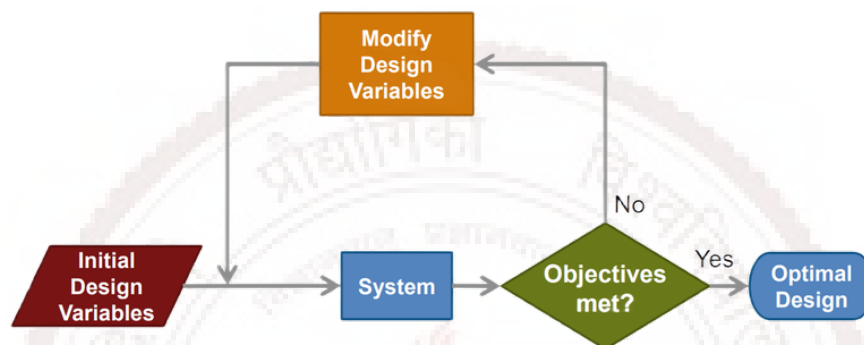 Modify
Design
Variables
प्रौद्योगिकी
No
Initial
Design
Variables
System
Objectives
met?
Yes
Optimal
Design